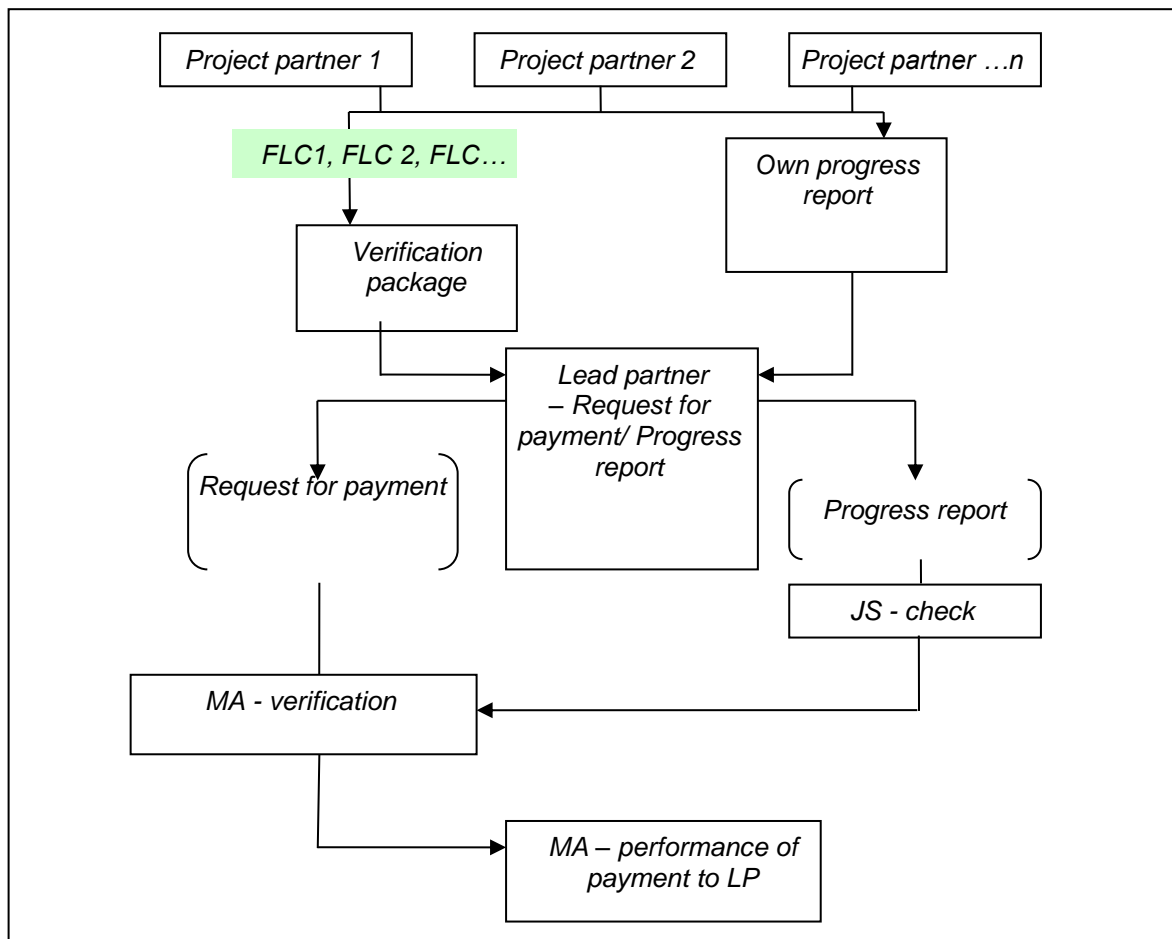 Project partner 1
Project partner 2
Project partner …n
FLC1, FLC 2, FLC…
Own progress
report
Verification
package
Lead partner
– Request for
payment/ Progress
report
Request for payment
Progress report
JS - check
MA - verification
MA – performance of
payment to LP